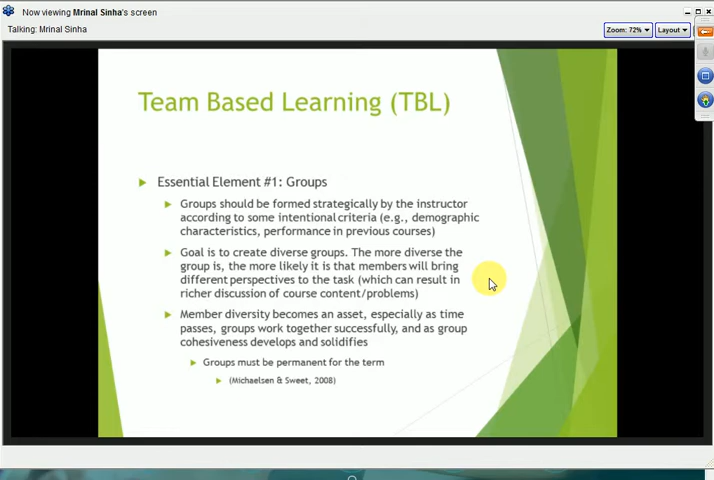 Now viewing Mrinal Sinha's screen
Talking: Mrinal Sinha
Zoom: 72%
Layout
Team Based Learning (TBL)
Essential Element #1: Groups
Groups should be formed strategically by the instructor
according to some intentional criteria (e.g., demographic
characteristics, performance in previous courses)
Goal is to create diverse groups. The more diverse the
group is, the more likely it is that members will bring
different perspectives to the task (which can result in
richer discussion of course content/problems)
Member diversity becomes an asset, especially as time
passes, groups work together successfully, and as group
cohesiveness develops and solidifies
Groups must be permanent for the term
(Michaelsen & Sweet, 2008)